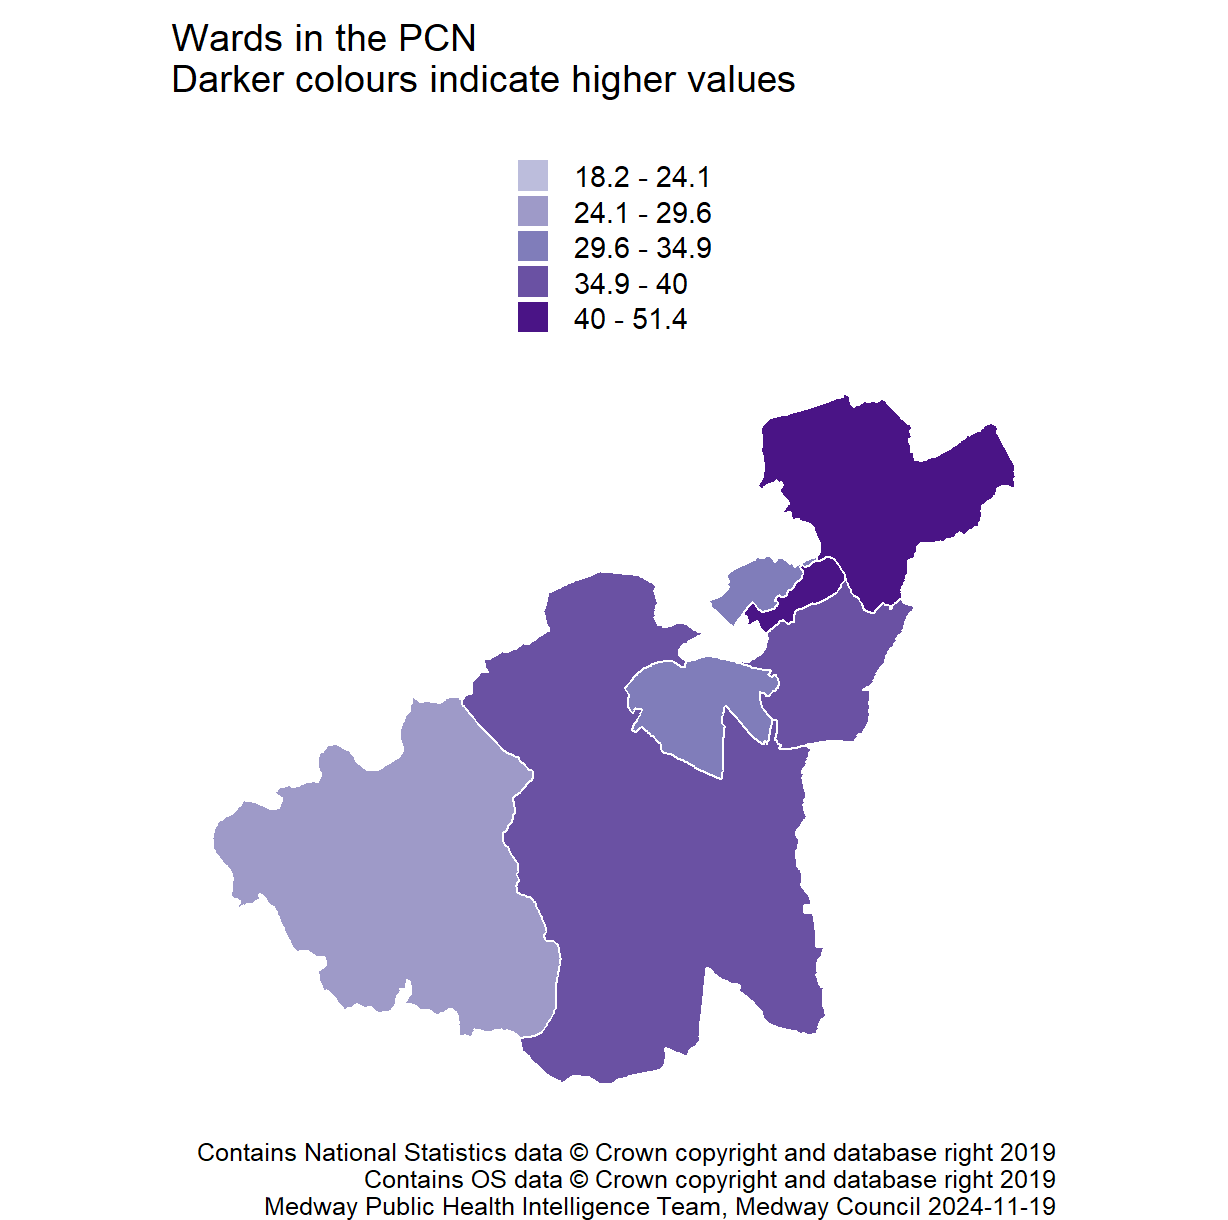 Wards in the PCN
Darker colours indicate higher values
18.2 - 24.1
24.1 - 29.6
29.6 - 34.9
34.9 - 40
40 - 51.4
Contains National Statistics data © Crown copyright and database right 2019
Contains OS data © Crown copyright and database right 2019
Medway Public Health Intelligence Team, Medway Council 2024-11-19